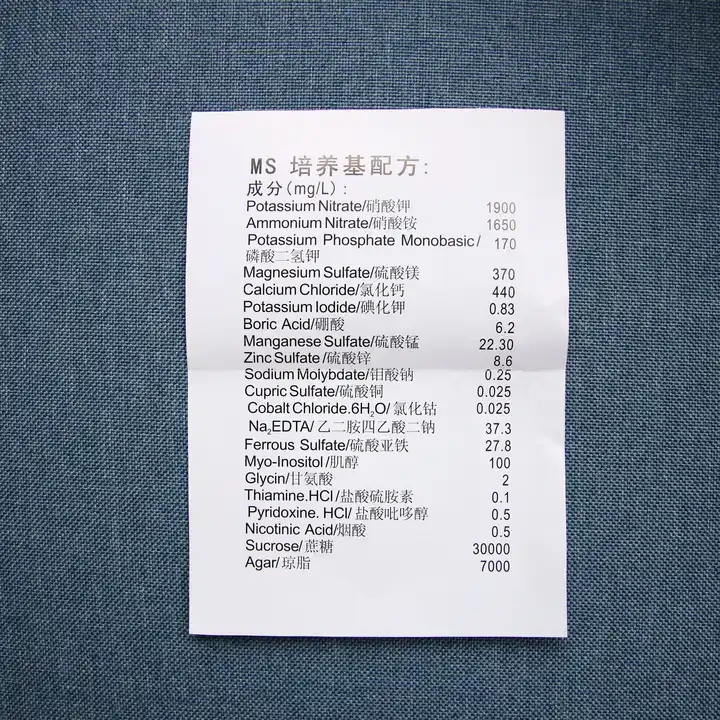 MS 培养基配方:
成分(mg/L):
Potassium Nitrate/硝酸钾 1900
Ammonium Nitrate/硝酸铵 1650
Potassium Phosphate Monobasic/ 170
磷酸二氢钾
Magnesium Sulfate/硫酸镁 370
Calcium Chloride/氯化钙 440
Potassium Iodide/碘化钾 0.83
Boric Acid/硼酸 6.2
Manganese Sulfate/硫酸锰 22.30
Zinc Sulfate/硫酸锌 8.6
Sodium Moiybdate/钼酸钠 0.25
Cupric Sulfate/硫酸铜 0.025
Cobalt Chloride.6H₂O/氯化钴 0.025
Na₂EDTA/乙二胺四乙酸二钠 37.3
Ferrous Sulfate/硫酸亚铁 27.8
Myo-Inositol/肌醇 100
Glycin/甘氨酸 2
Thiamine.HCl/盐酸硫胺素 0.1
Pyridoxine. HCl/盐酸吡哆醇 0.5
Nicotinic Acid/烟酸 0.5
Sucrose/蔗糖 30000
Agar/琼脂 7000